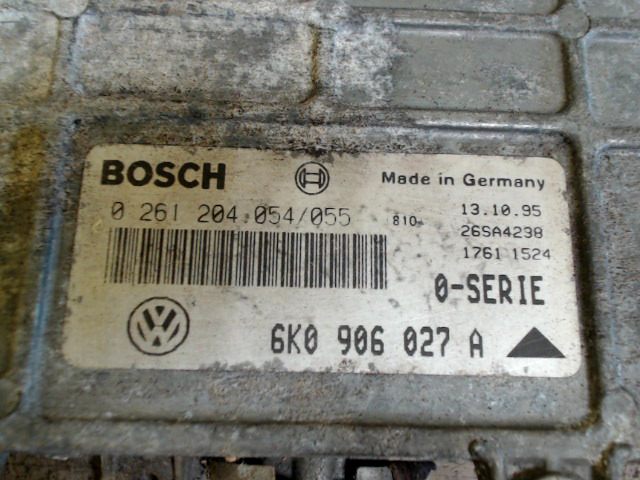 BOSCH
Made in Germany
0 261 204 054/055
810
13.10.95
26SA4238
1761 1524
0-SERIE
VW
6K0 906 027 A